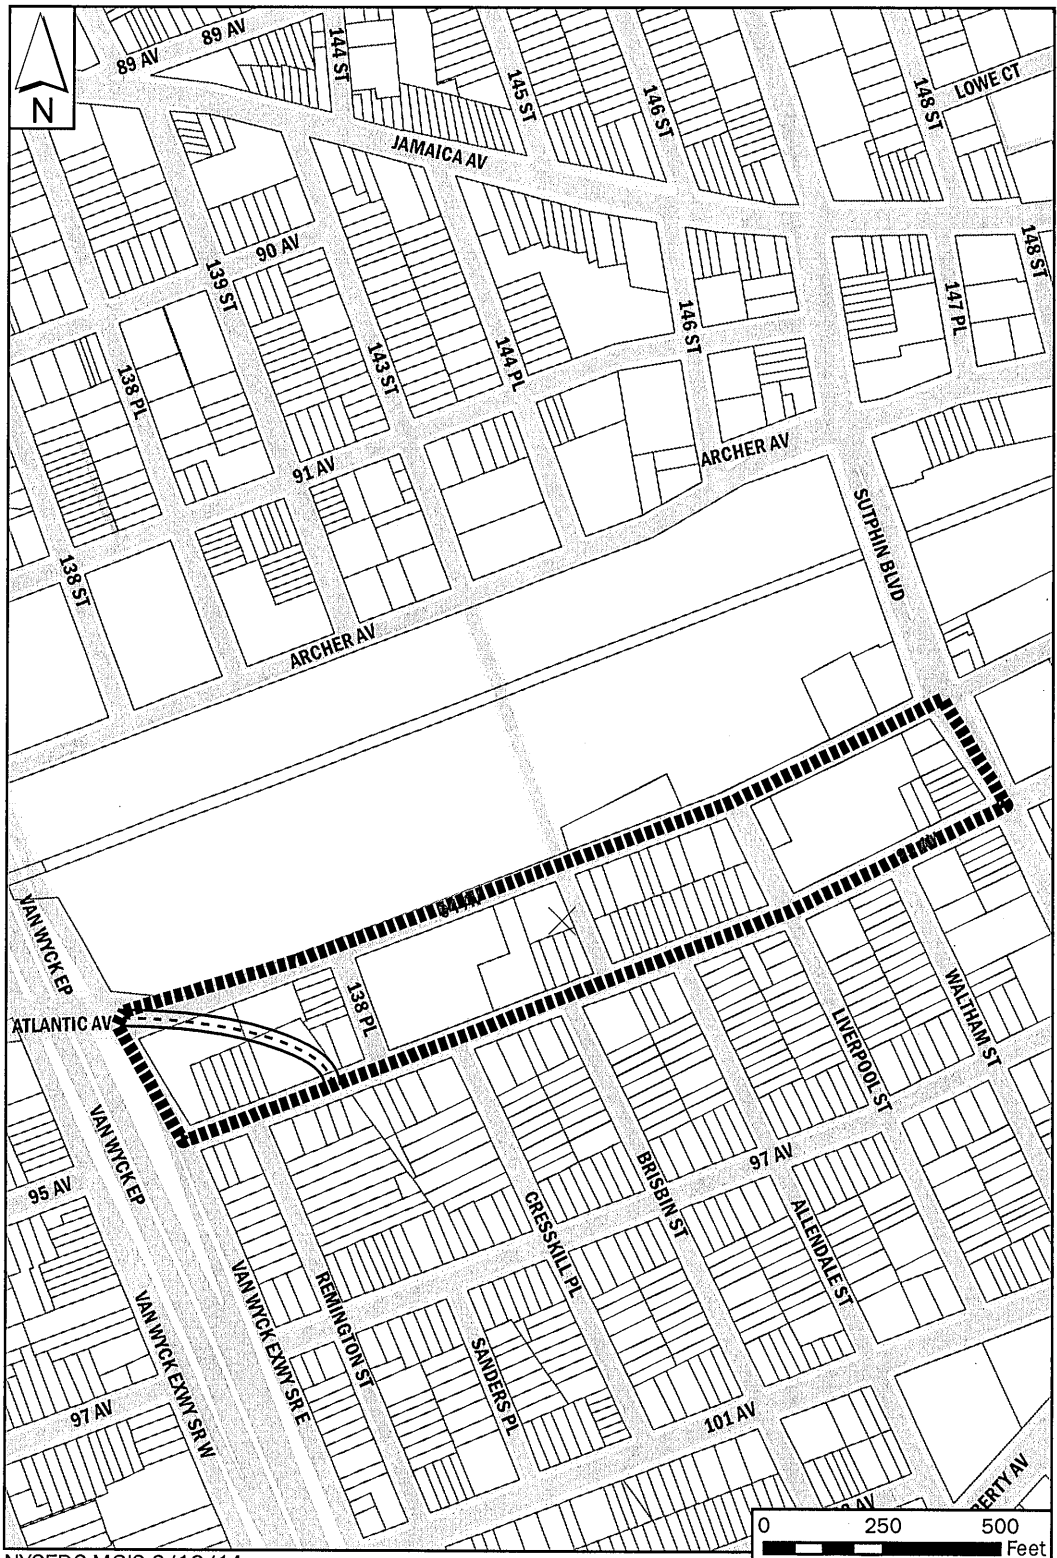 89 AV
89 AV
144 ST
145 ST
146 ST
148 ST
LOWE CT
N
JAMAICA AV
90 AV
139 ST
148 ST
147 PL
146 ST
143 ST
144 PL
138 PL
ARCHER AV
91 AV
SUTPHIN BLVD
138 ST
ARCHER AV
VAN WYCK EP
138 PL
ATLANTIC AV
WALTHAM ST
LIVERPOOL ST
VAN WYCK EP
95 AV
BRISBIN ST
97 AV
CRESSKILL PL
ALLENDALE ST
REMINGTON ST
VAN WYCK EXWY SR E
VAN WYCK EXWY SR W
SANDERS PL
97 AV
101 AV
BERTY AV
AV
0 250 500
Feet